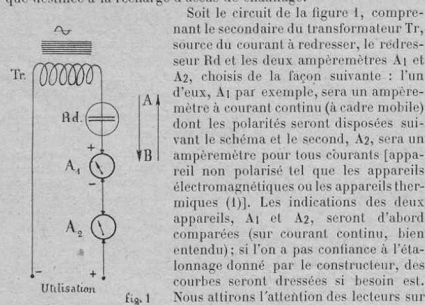 que destinée à la recharge d'accus de chauffage.
Soit le circuit de la figure 1, compre-
nant le secondaire du transformateur Tr,
source du courant à redresser, le redres-
seur Rd et les deux ampèremètres A1 et
A2, choisis de la façon suivante : l'un
d'eux, A1 par exemple, sera un ampère-
mètre à courant continu (à cadre mobile)
dont les polarités seront disposées sui-
vant le schéma et le second, A2, sera un
ampèremètre pour tous courants [appa-
reil non polarisé tel que les appareils
électromagnétiques ou les appareils ther-
miques (1)]. Les indications des deux
appareils, A1 et A2, seront d'abord
comparées (sur courant continu, bien
entendu) ; si l'on a pas confiance à l'éta-
lonnage donné par le constructeur, des
courbes seront dressées si besoin est.
Nous attirons l'attention des lecteurs sur
Tr.
Rd.
A
B
+
A1
-
A2
- +
Utilisation
fig. 1